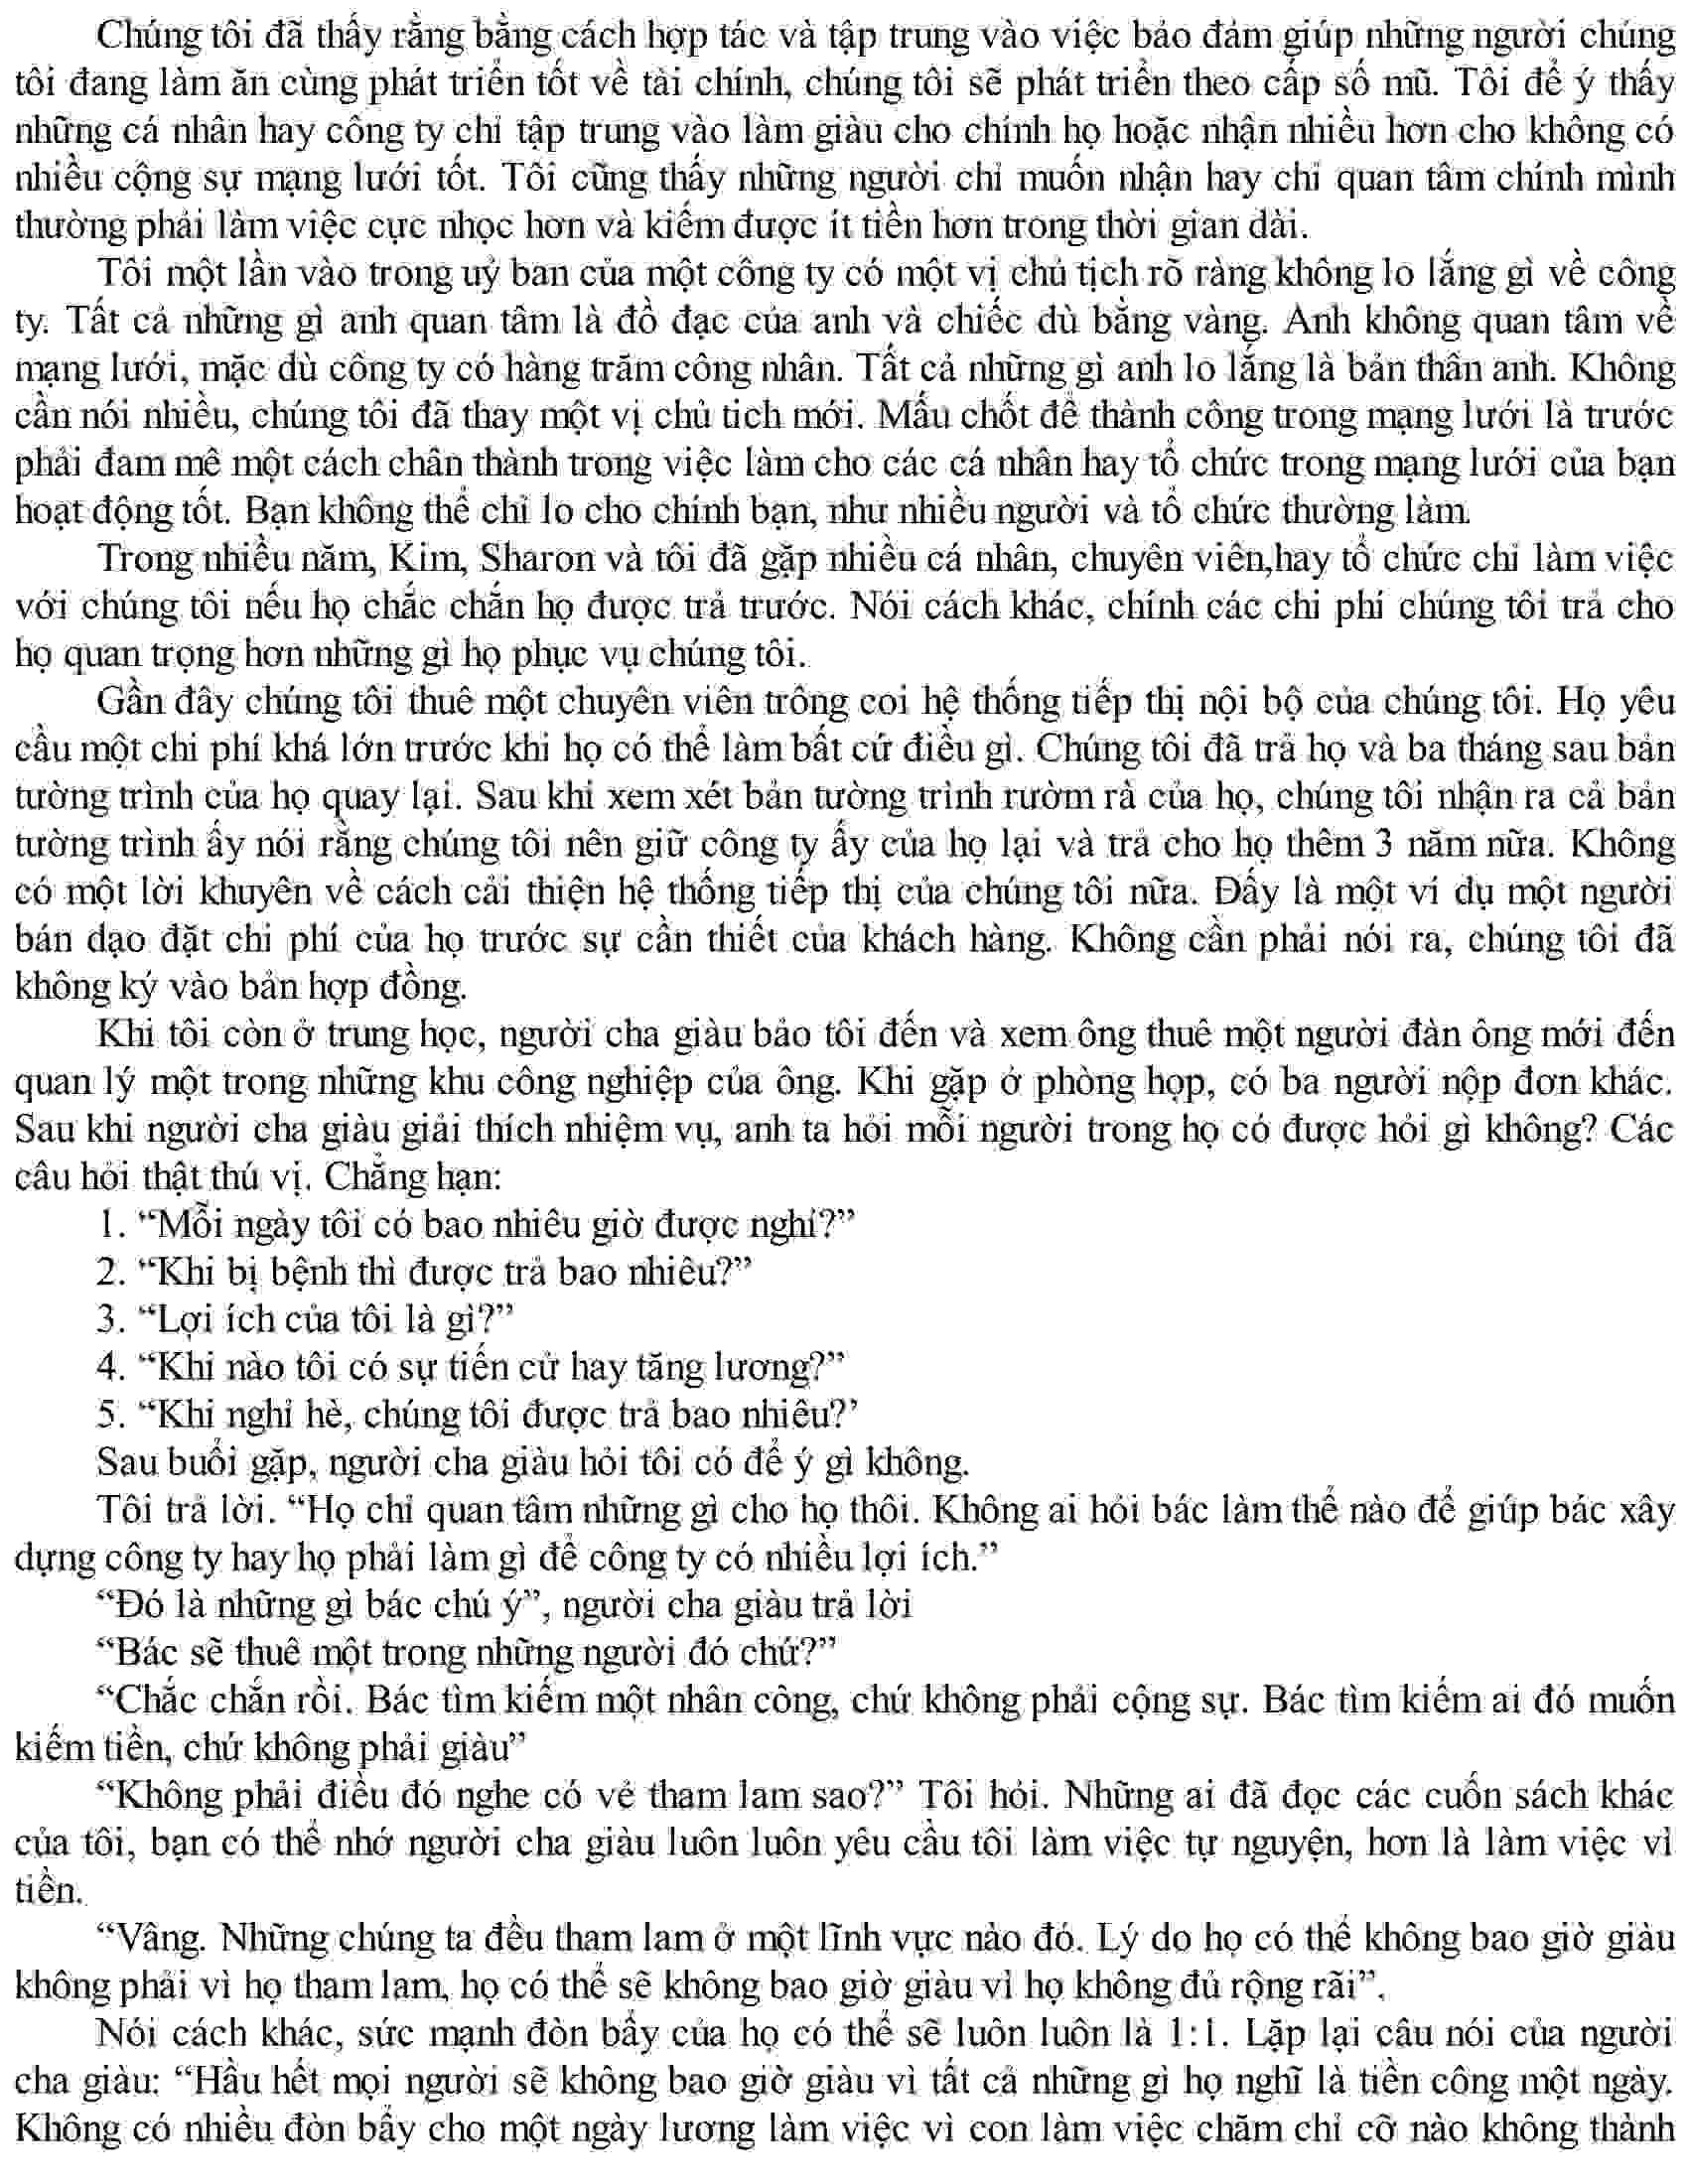 Chúng tôi đã thấy rằng bằng cách hợp tác và tập trung vào việc bảo đảm giúp những người chúng
tôi đang làm ăn cùng phát triển tốt về tài chính, chúng tôi sẽ phát triển theo cấp số mũ. Tôi để ý thấy
những cá nhân hay công ty chỉ tập trung vào làm giàu cho chính họ hoặc nhận nhiều hơn cho không có
nhiều cộng sự mạng lưới tốt. Tôi cũng thấy những người chỉ muốn nhận hay chỉ quan tâm chính mình
thường phải làm việc cực nhọc hơn và kiếm được ít tiền hơn trong thời gian dài.
Tôi một lần vào trong uỷ ban của một công ty có một vị chủ tịch rõ ràng không lo lắng gì về công
ty. Tất cả những gì anh quan tâm là đồ đạc của anh và chiếc dù bằng vàng. Anh không quan tâm về
mạng lưới, mặc dù công ty có hàng trăm công nhân. Tất cả những gì anh lo lắng là bản thân anh. Không
cần nói nhiều, chúng tôi đã thay một vị chủ tich mới. Mấu chốt để thành công trong mạng lưới là trước
phải đam mê một cách chân thành trong việc làm cho các cá nhân hay tổ chức trong mạng lưới của bạn
hoạt động tốt. Bạn không thể chỉ lo cho chính bạn, như nhiều người và tổ chức thường làm.
Trong nhiều năm, Kim, Sharon và tôi đã gặp nhiều cá nhân, chuyên viên,hay tổ chức chỉ làm việc
với chúng tôi nếu họ chắc chắn họ được trả trước. Nói cách khác, chính các chi phí chúng tôi trả cho
họ quan trọng hơn những gì họ phục vụ chúng tôi.
Gần đây chúng tôi thuê một chuyên viên trông coi hệ thống tiếp thị nội bộ của chúng tôi. Họ yêu
cầu một chi phí khá lớn trước khi họ có thể làm bất cứ điều gì. Chúng tôi đã trả họ và ba tháng sau bản
tường trình của họ quay lại. Sau khi xem xét bản tường trình rườm rà của họ, chúng tôi nhận ra cả bản
tường trình ấy nói rằng chúng tôi nên giữ công ty ấy của họ lại và trả cho họ thêm 3 năm nữa. Không
có một lời khuyên về cách cải thiện hệ thống tiếp thị của chúng tôi nữa. Đấy là một ví dụ một người
bán dạo đặt chi phí của họ trước sự cần thiết của khách hàng. Không cần phải nói ra, chúng tôi đã
không ký vào bản hợp đồng.
Khi tôi còn ở trung học, người cha giàu bảo tôi đến và xem ông thuê một người đàn ông mới đến
quan lý một trong những khu công nghiệp của ông. Khi gặp ở phòng họp, có ba người nộp đơn khác.
Sau khi người cha giàu giải thích nhiệm vụ, anh ta hỏi mỗi người trong họ có được hỏi gì không? Các
câu hỏi thật thú vị. Chẳng hạn:
1. “Mỗi ngày tôi có bao nhiêu giờ được nghỉ?”
2. “Khi bị bệnh thì được trả bao nhiêu?”
3. “Lợi ích của tôi là gì?”
4. “Khi nào tôi có sự tiến cử hay tăng lương?”
5. “Khi nghỉ hè, chúng tôi được trả bao nhiêu?’
Sau buổi gặp, người cha giàu hỏi tôi có để ý gì không.
Tôi trả lời. “Họ chỉ quan tâm những gì cho họ thôi. Không ai hỏi bác làm thế nào để giúp bác xây
dựng công ty hay họ phải làm gì để công ty có nhiều lợi ích.”
“Đó là những gì bác chú ý”, người cha giàu trả lời
“Bác sẽ thuê một trong những người đó chứ?”
“Chắc chắn rồi. Bác tìm kiếm một nhân công, chứ không phải cộng sự. Bác tìm kiếm ai đó muốn
kiếm tiền, chứ không phải giàu”
“Không phải điều đó nghe có vẻ tham lam sao?” Tôi hỏi. Những ai đã đọc các cuốn sách khác
của tôi, bạn có thể nhớ người cha giàu luôn luôn yêu cầu tôi làm việc tự nguyện, hơn là làm việc vì
tiền.
“Vâng. Những chúng ta đều tham lam ở một lĩnh vực nào đó. Lý do họ có thể không bao giờ giàu
không phải vì họ tham lam, họ có thể sẽ không bao giờ giàu vì họ không đủ rộng rãi”.
Nói cách khác, sức mạnh đòn bẩy của họ có thể sẽ luôn luôn là 1:1. Lặp lại câu nói của người
cha giàu: “Hầu hết mọi người sẽ không bao giờ giàu vì tất cả những gì họ nghĩ là tiền công một ngày.
Không có nhiều đòn bẩy cho một ngày lương làm việc vì con làm việc chăm chỉ cỡ nào không thành